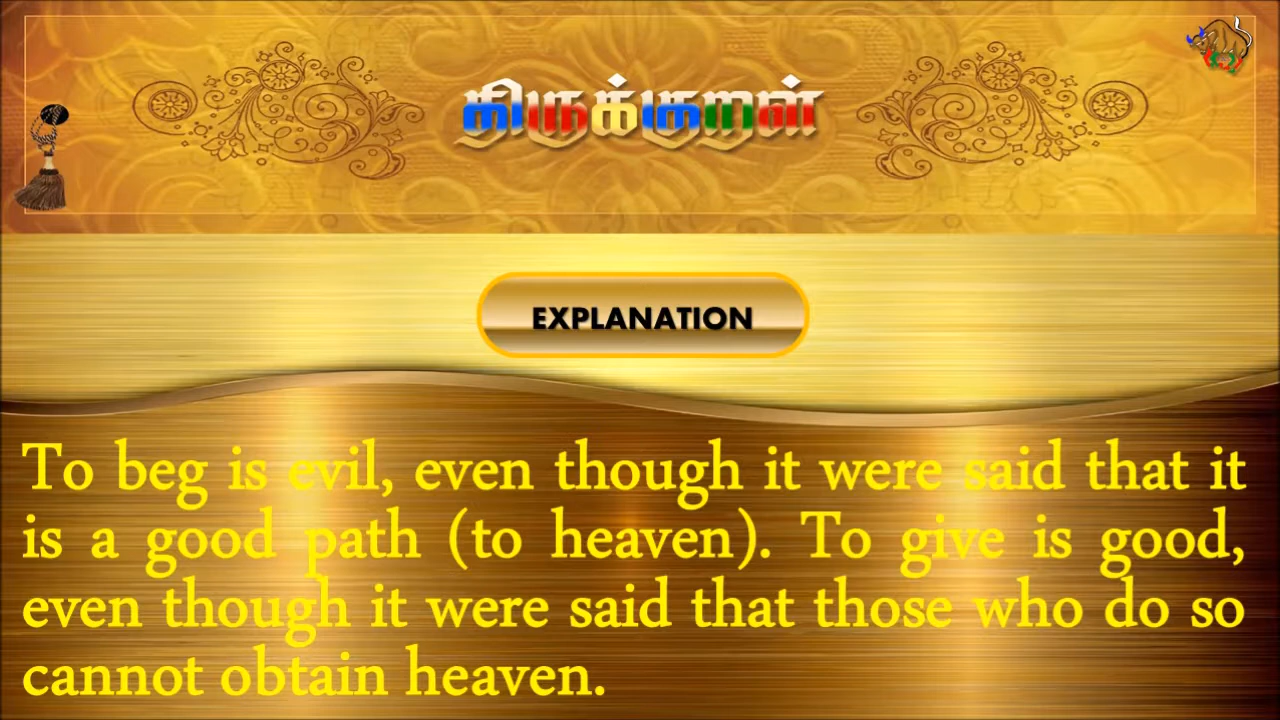 திருக்குறள்
EXPLANATION
To beg is evil, even though it were said that it
is a good path (to heaven). To give is good,
even though it were said that those who do so
cannot obtain heaven.